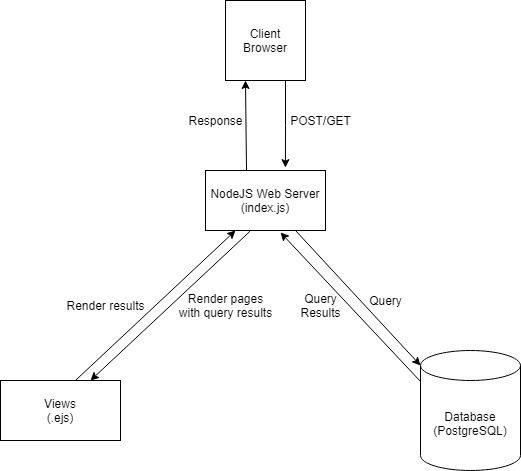 Client
Browser
Response
POST/GET
NodeJS Web Server
(index.js)
Render results
Render pages
with query results
Query
Results
Query
Views
(.ejs)
Database
(PostgreSQL)